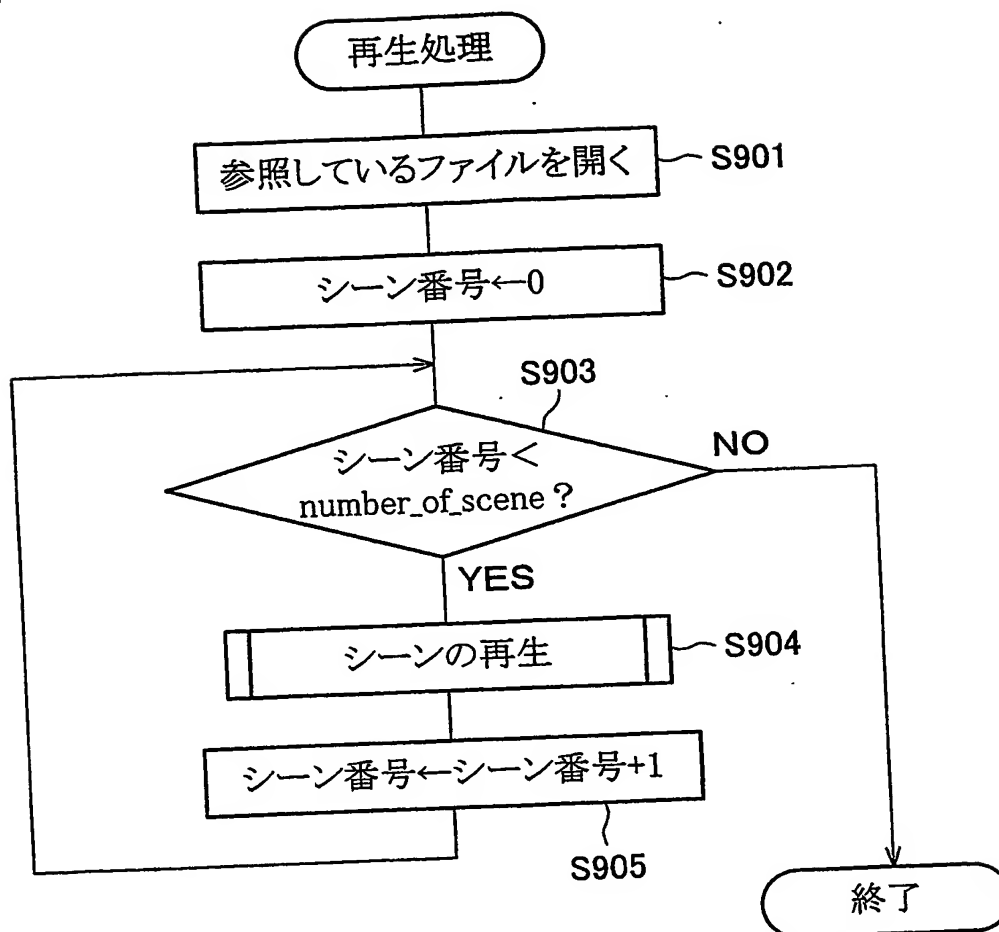 再生処理
参照しているファイルを開く
S901
シーン番号←0
S902
S903
シーン番号<
number_of_scene?
NO
YES
シーンの再生
S904
シーン番号←シーン番号+1
S905
終了